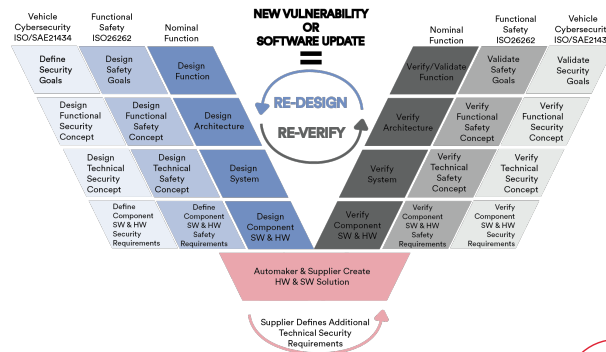 Vehicle
Cybersecurity
ISO/SAE21434
Functional
Safety
ISO26262
Nominal
Function
NEW VULNERABILITY
OR
SOFTWARE UPDATE
=
Nominal
Function
Functional
Safety
ISO26262
Vehicle
Cybersecurity
ISO/SAE2143
Define
Security
Goals
Design
Safety
Goals
Design
Function
RE-DESIGN
RE-VERIFY
Verify/Validate
Function
Validate
Safety
Goals
Validate
Security
Goals
Design
Functional
Security
Concept
Design
Functional
Safety
Concept
Design
Architecture
Verify
Architecture
Verify
Functional
Safety
Concept
Verify
Functional
Security
Concept
Design
Technical
Security
Concept
Design
Technical
Safety
Concept
Design
System
Verify
System
Verify
Technical
Safety
Concept
Verify
Technical
Security
Concept
Define
Component
SW & HW
Security
Requirements
Define
Component
SW & HW
Safety
Requirements
Design
Component
SW & HW
Verify
Component
SW & HW
Verify
Component
SW & HW
Safety
Requirements
Verify
Component
SW & HW
Security
Requirements
Automaker & Supplier Create
HW & SW Solution
Supplier Defines Additional
Technical Security
Requirements